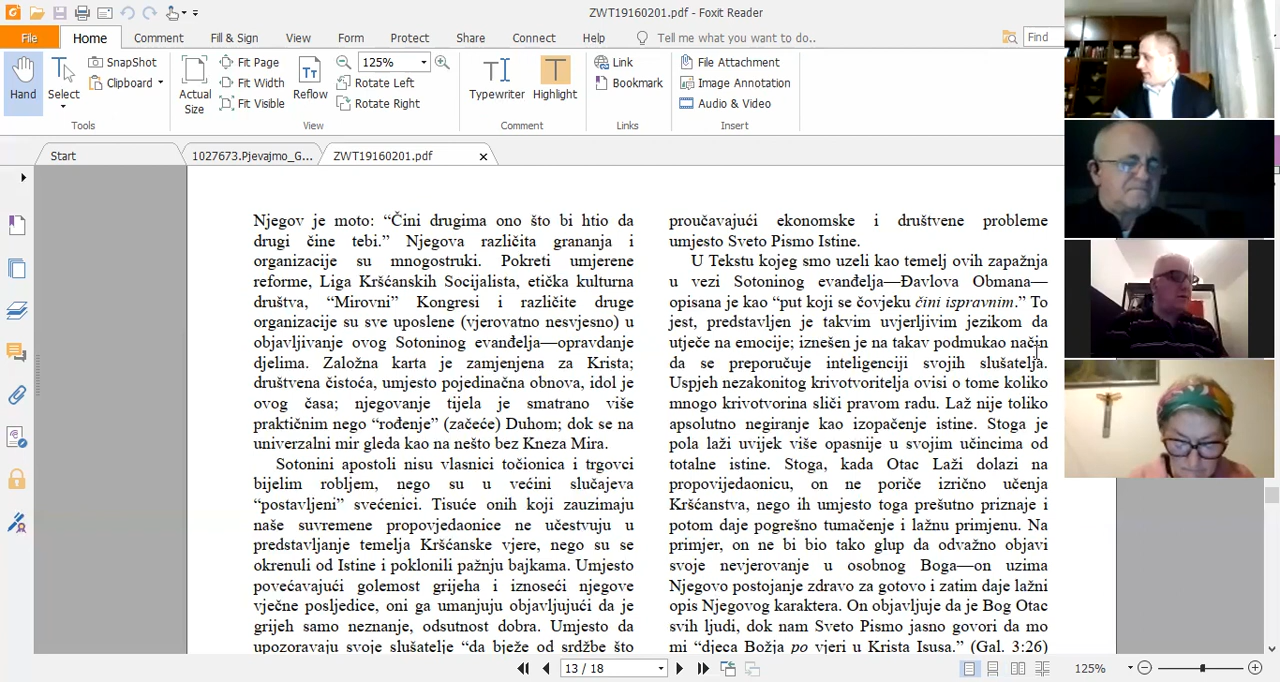 ZWT19160201.pdf - Foxit Reader
File Home Comment Fill & Sign View Form Protect Share Connect Help Tell me what you want to do.. Find
Hand
Select
SnapShot
Clipboard
Tools
Actual Size
Fit Page
Fit Width
Fit Visible
Reflow
125%
Rotate Left
Rotate Right
View
Typewriter
Highlight
Comment
Link
Bookmark
Links
File Attachment
Image Annotation
Audio & Video
Insert
Start 1027673.Pjevajmo_G... ZWT19160201.pdf
Njegov je moto: “Čini drugima ono što bi htio da
drugi čine tebi.” Njegova različita grananja i
organizacije su mnogostruki. Pokreti umjerene
reforme, Liga Kršćanskih Socijalista, etička kulturna
društva, “Mirovni” Kongresi i različite druge
organizacije su sve uposlene (vjerovatno nesvjesno) u
objavljivanje ovog Sotoninog evanđelja—opravdanje
djelima. Založna karta je zamjenjena za Krista;
društvena čistoća, umjesto pojedinačna obnova, idol je
ovog časa; njegovanje tijela je smatrano više
praktičnim nego “rođenje” (začeće) Duhom; dok se na
univerzalni mir gleda kao na nešto bez Kneza Mira.
Sotonini apostoli nisu vlasnici točionica i trgovci
bijelim robljem, nego su u većini slučajeva
“postavljeni” svećenici. Tisuće onih koji zauzimaju
naše suvremene propovjedaonice ne učestvuju u
predstavljanje temelja Kršćanske vjere, nego su se
okrenuli od Istine i poklonili pažnju bajkama. Umjesto
povećavajući golemost grijeha i iznoseći njegove
vječne posljedice, oni ga umanjuju objavljujući da je
grijeh samo neznanje, odsutnost dobra. Umjesto da
upozoravaju svoje slušatelje “da bježe od srdžbe što
proučavajući ekonomske i društvene probleme
umjesto Sveto Pismo Istine.
U Tekstu kojeg smo uzeli kao temelj ovih zapažnja
u vezi Sotoninog evanđelja—Đavlova Obmana—
opisana je kao “put koji se čovjeku čini ispravnim.” To
jest, predstavljen je takvim uvjerljivim jezikom da
utječe na emocije; iznešen je na takav podmukao način
da se preporučuje inteligenciji svojih slušatelja.
Uspjeh nezakonitog krivotvoritelja ovisi o tome koliko
mnogo krivotvorina sliči pravom radu. Laž nije toliko
apsolutno negiranje kao izopačenje istine. Stoga je
pola laži uvijek više opasnije u svojim učincima od
totalne istine. Stoga, kada Otac Laži dolazi na
propovijedaonicu, on ne poriče izrično učenja
Kršćanstva, nego ih umjesto toga prešutno priznaje i
potom daje pogrešno tumačenje i lažnu primjenu. Na
primjer, on ne bi bio tako glup da odvažno objavi
svoje nevjerovanje u osobnog Boga—on uzima
Njegovo postojanje zdravo za gotovo i zatim daje lažni
opis Njegovog karaktera. On objavljuje da je Bog Otac
svih ljudi, dok nam Sveto Pismo jasno govori da mo
mi “djeca Božja po vjeri u Krista Isusa.” (Gal. 3:26)
13 / 18
125%